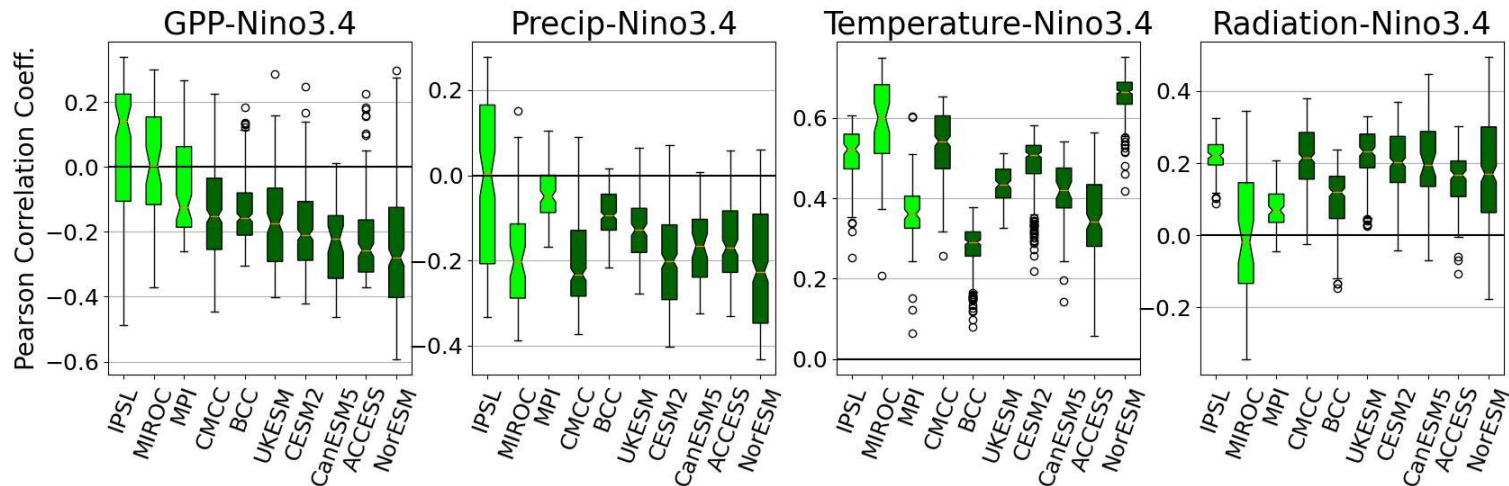 GPP-Nino3.4
Precip-Nino3.4
Temperature-Nino3.4
Radiation-Nino3.4
Pearson Correlation Coeff.
0.2
0.0
−0.2
−0.4
−0.6
IPSL
MIROC
MPI
CMCC
BCC
UKESM
CESM2
CanESM5
ACCESS
NorESM
0.2
0.0
−0.2
−0.4
IPSL
MIROC
MPI
CMCC
BCC
UKESM
CESM2
CanESM5
ACCESS
NorESM
0.6
0.4
0.2
0.0
IPSL
MIROC
MPI
CMCC
BCC
UKESM
CESM2
CanESM5
ACCESS
NorESM
0.4
0.2
0.0
−0.2
IPSL
MIROC
MPI
CMCC
BCC
UKESM
CESM2
CanESM5
ACCESS
NorESM